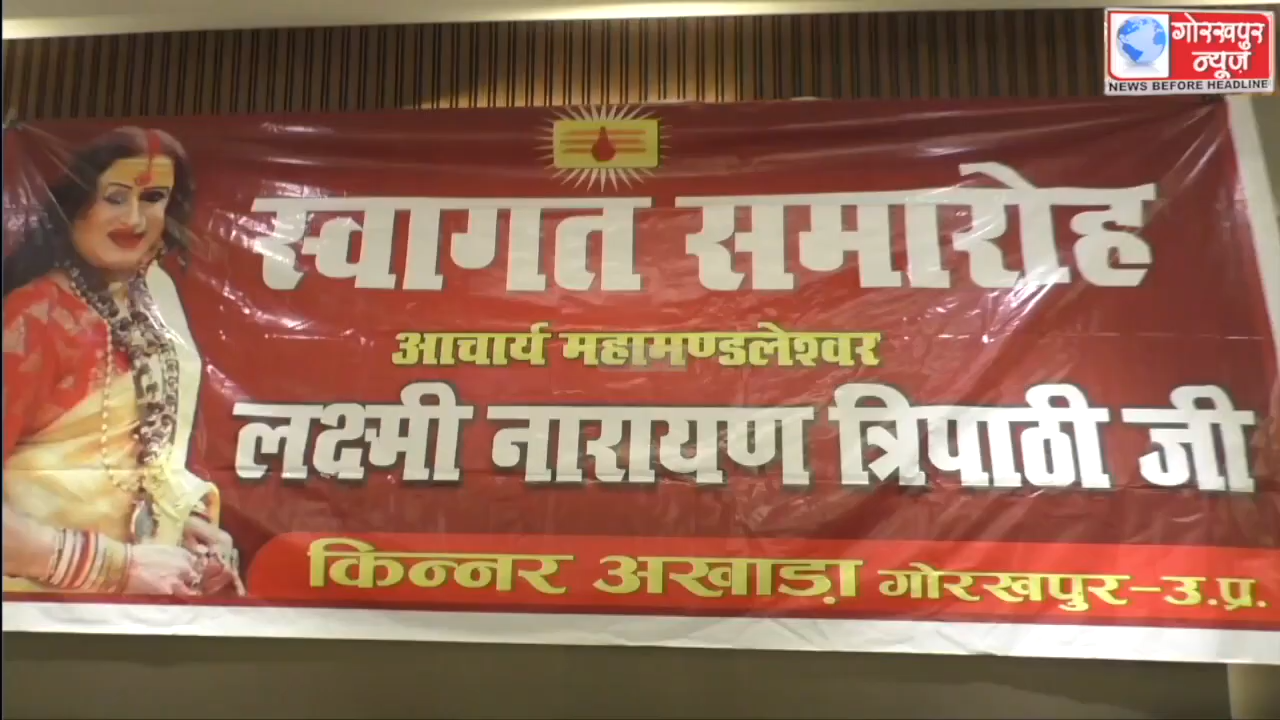 गोरखपुर
न्यूज़
NEWS BEFORE HEADLINE
स्वागत समारोह
आचार्य महामण्डलेश्वर
लक्ष्मी नारायण त्रिपाठी जी
किन्नर अखाड़ा गोरखपुर-उ.प्र.